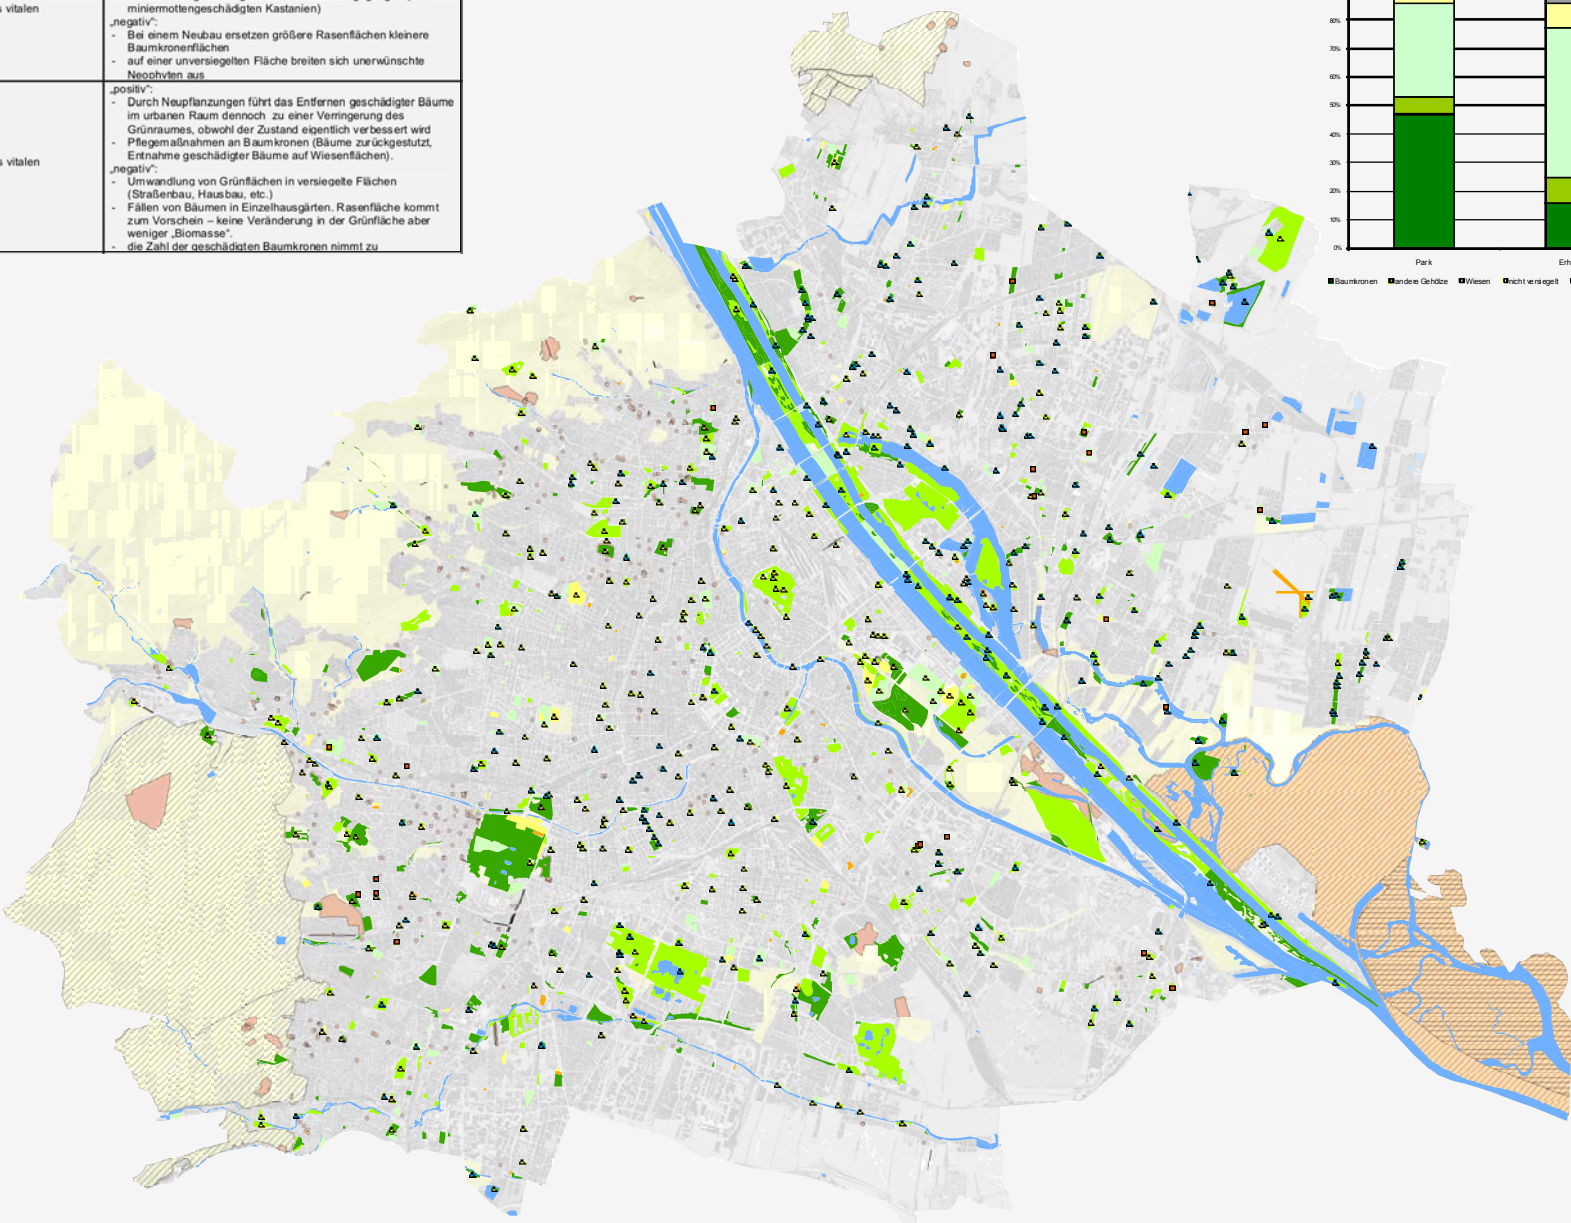 s vitalen
miniermottengeschädigten Kastanien)
„negativ":
- Bei einem Neubau ersetzen größere Rasenflächen kleinere
Baumkronenflächen
- auf einer unversiegelten Fläche breiten sich unerwünschte
Neophyten aus
s vitalen
„positiv":
- Durch Neupflanzungen führt das Entfernen geschädigter Bäume
im urbanen Raum dennoch zu einer Verringerung des
Grünraumes, obwohl der Zustand eigentlich verbessert wird
- Pflegemaßnahmen an Baumkronen (Bäume zurückgestutzt,
Entnahme geschädigter Bäume auf Wiesenflächen).
„negativ":
- Umwandlung von Grünflächen in versiegelte Flächen
(Straßenbau, Hausbau, etc.)
- Fällen von Bäumen in Einzelhausgärten. Rasenfläche kommt
zum Vorschein – keine Veränderung in der Grünfläche aber
weniger „Biomasse".
- die Zahl der geschädigten Baumkronen nimmt zu
80%
70%
60%
50%
40%
30%
20%
10%
0%
Park Erh
Baumkronen andere Gehölze Wiesen nicht versiegelt